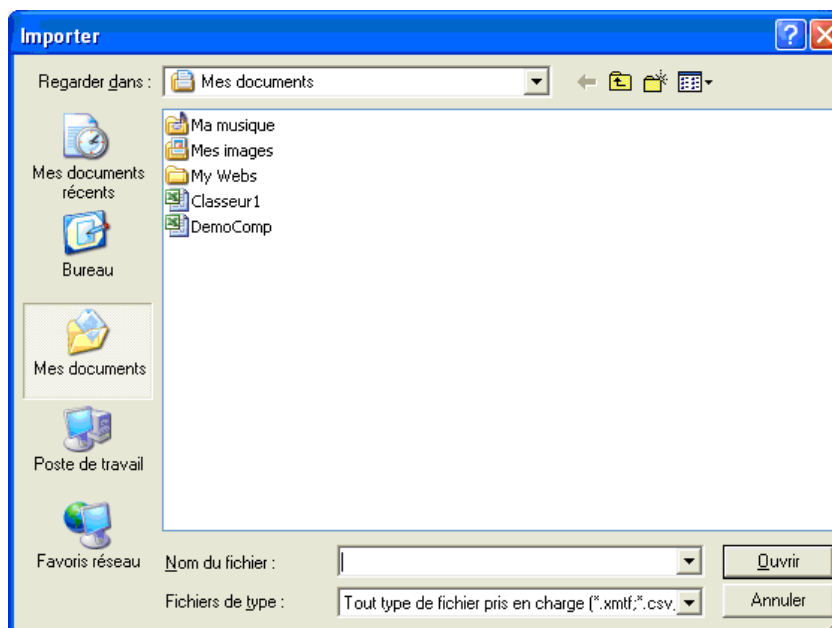 Importer
Regarder dans :
Mes documents
Ma musique
Mes images
My Webs
Classeur1
DemoComp
Mes documents
récents
Bureau
Mes documents
Poste de travail
Favoris réseau
Nom du fichier :
Ouvrir
Fichiers de type :
Tout type de fichier pris en charge (*.xmtf;*.csv,
Annuler